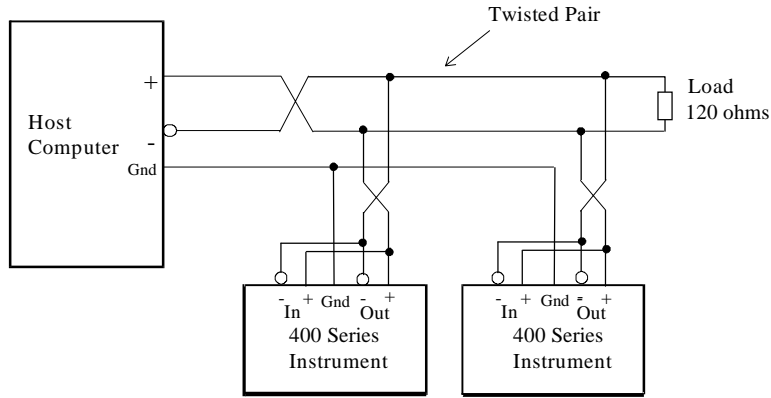 Twisted Pair
+
Load
120 ohms
Host
Computer
-
Gnd
- + Gnd - +
In Out
400 Series
Instrument
- + Gnd - +
In Out
400 Series
Instrument